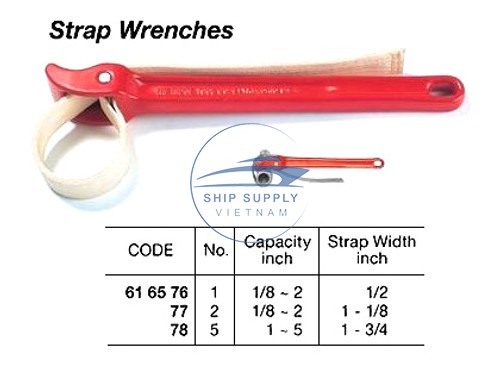 Strap Wrenches
SHIP SUPPLY
VIETNAM
CODE No. Capacity inch Strap Width inch
61 65 76 1 1/8 ~ 2 1/2
77 2 1/8 ~ 2 1 - 1/8
78 5 1 ~ 5 1 - 3/4